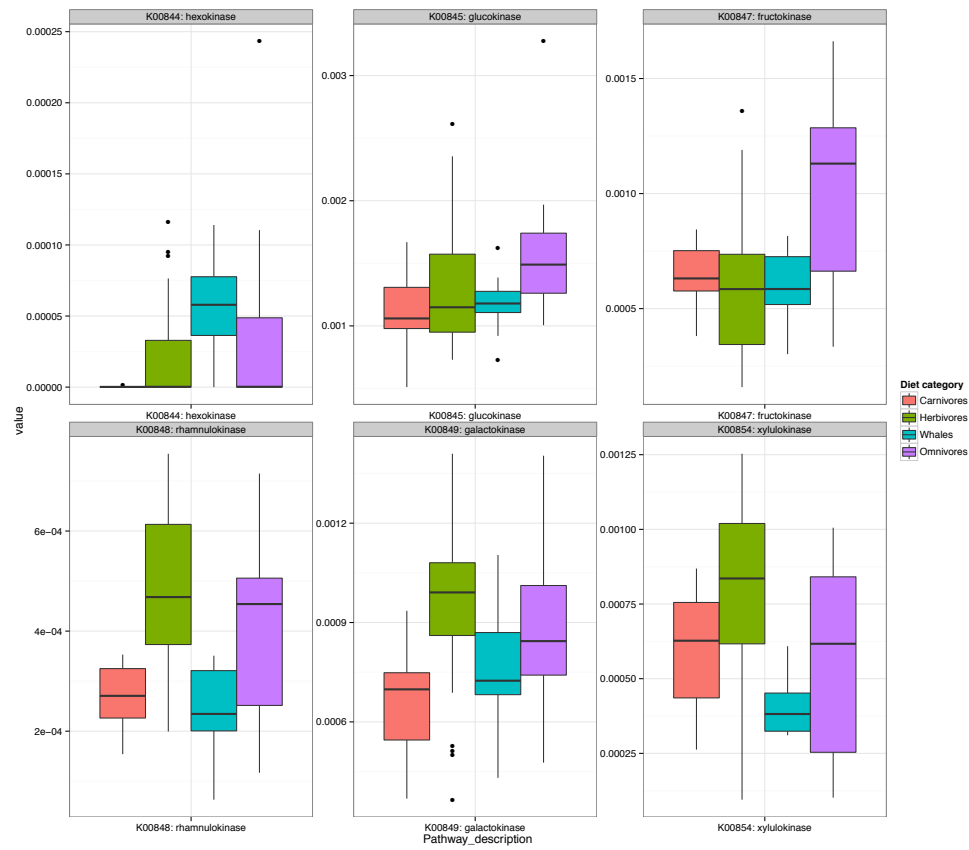 K00844: hexokinase
K00845: glucokinase
K00847: fructokinase
0.00025
0.00020
0.00015
0.00010
0.00005
0.00000
0.003
0.002
0.001
0.0015
0.0010
0.0005
K00844: hexokinase
K00845: glucokinase
K00847: fructokinase
value
K00848: rhamnulokinase
K00849: galactokinase
K00854: xylulokinase
6e−04
4e−04
2e−04
0.0012
0.0009
0.0006
0.00125
0.00100
0.00075
0.00050
0.00025
K00848: rhamnulokinase
K00849: galactokinase
K00854: xylulokinase
Pathway_description
Diet category
Carnivores
Herbivores
Whales
Omnivores